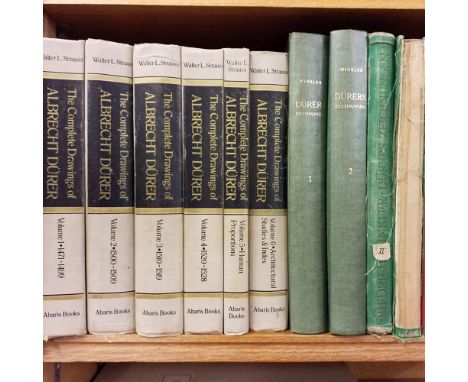 Walter L. Strauss
The Complete Drawings of
ALBRECHT DÜRER
Volume 1•1471-1499
Abaris Books
Walter L. Strauss
The Complete Drawings of
ALBRECHT DÜRER
Volume 2•1500-1509
Abaris Books
Walter L. Strauss
The Complete Drawings of
ALBRECHT DÜRER
Volume 3•1510-1519
Abaris Books
Walter L. Strauss
The Complete Drawings of
ALBRECHT DÜRER
Volume 4•1520-1528
Abaris Books
Walter L.
Strauss
The Complete Drawings of
ALBRECHT DÜRER
Volume 5•Human
Proportions
Abaris
Books
Walter L. Strauss
The Complete Drawings of
ALBRECHT DÜRER
Volume 6•Architectural
Studies & Index
Abaris Books
WINKLER
DÜRER
ZEICHNUNGEN
1
WINKLER
DÜRERS
ZEICHNUNGEN
2
II